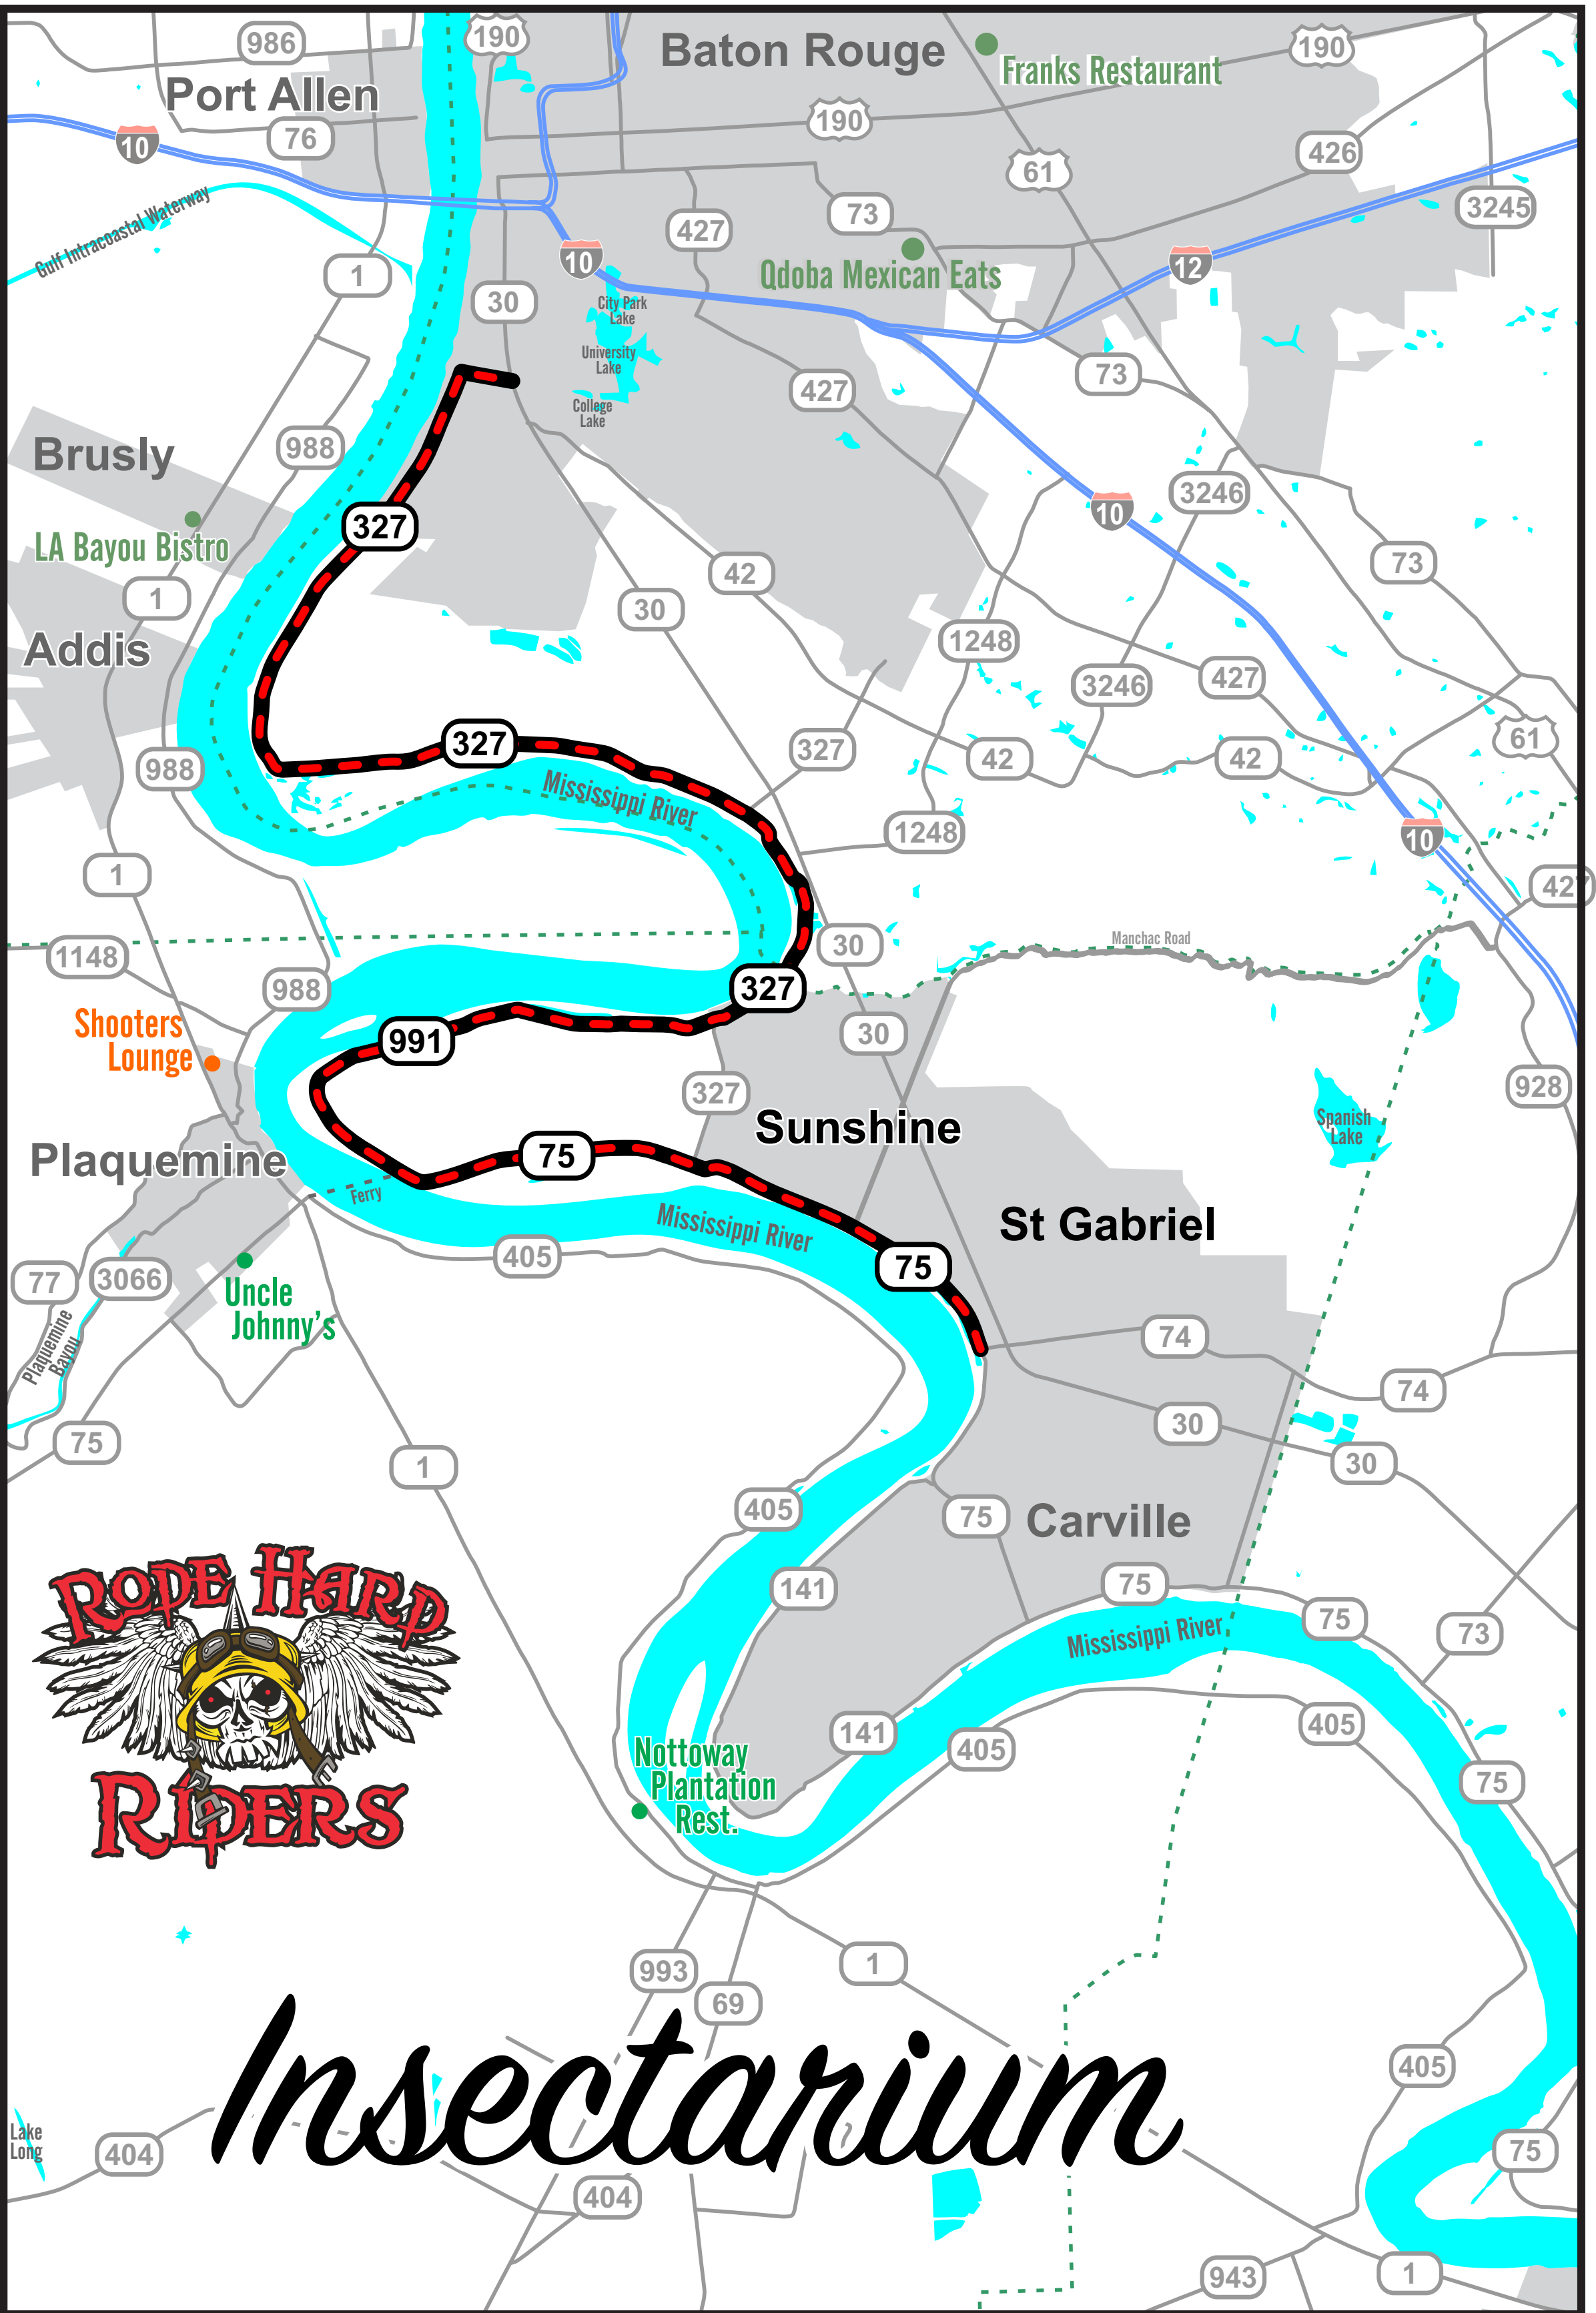 986
190
Baton Rouge
Franks Restaurant
190
Port Allen
76
10
190
61
426
3245
Gulf Intracoastal Waterway
1
427
73
10
30
Qdoba Mexican Eats
12
City Park
Lake
University
Lake
College
Lake
427
73
Brusly
988
LA Bayou Bistro
327
3246
10
73
1
42
30
Addis
1248
3246
427
988
327
327
42
42
61
Mississippi River
1248
10
1
427
1148
988
30
Manchac Road
327
Shooters
Lounge
991
30
327
928
Sunshine
Spanish
Lake
Plaquemine
75
Ferry
Mississippi River
St Gabriel
405
75
77
3066
Uncle
Johnny's
Plaquemine
Bayou
74
74
75
1
30
30
405
75
Carville
Rope Hard
Riders
141
75
75
Mississippi River
73
141
405
405
Nottoway
Plantation
Rest.
75
993
1
69
Insectarium
405
Lake
Long
404
75
404
943
1